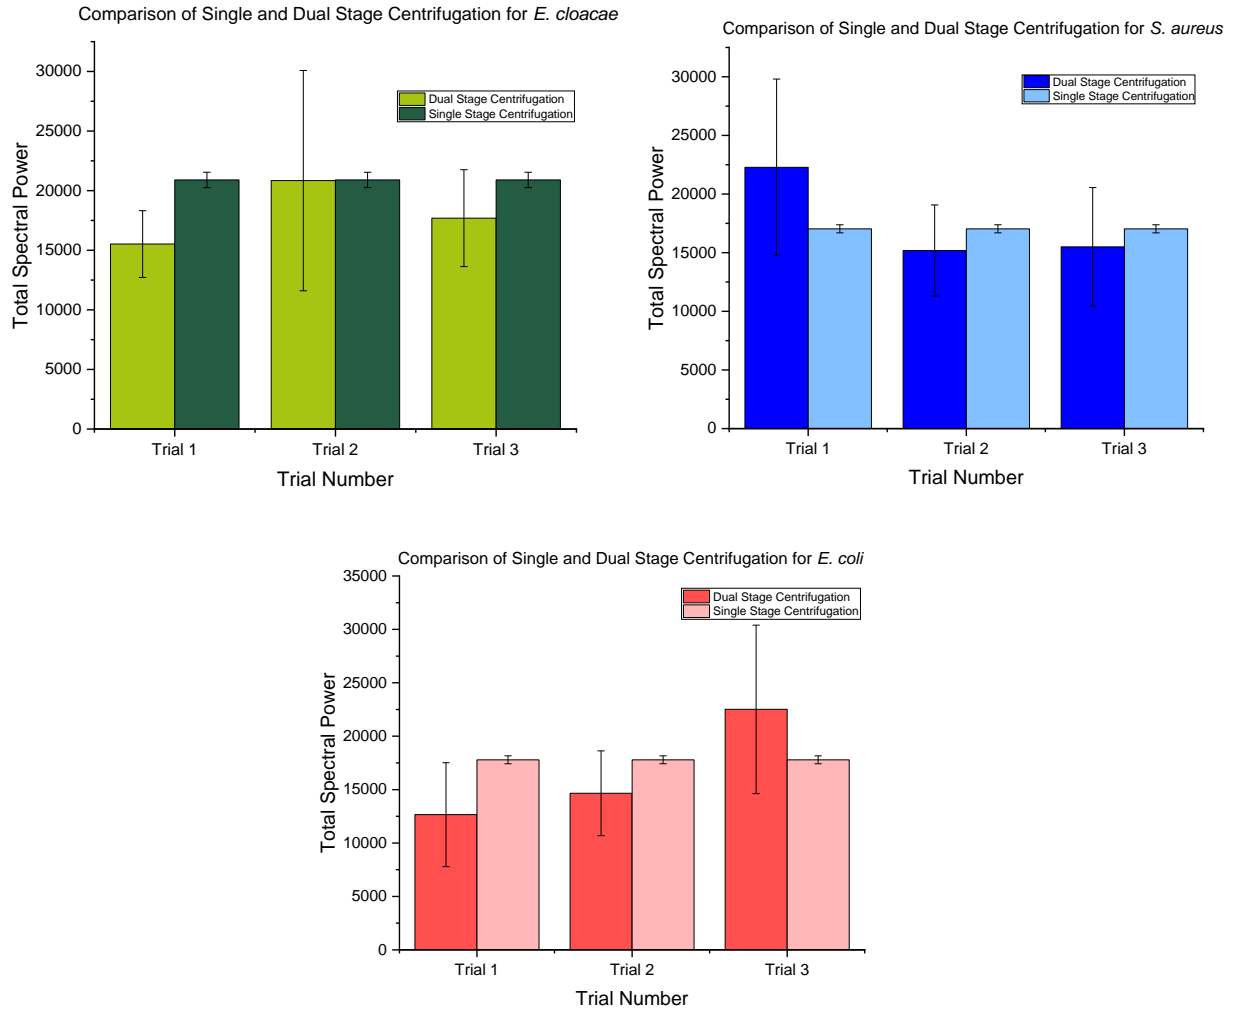 Comparison of Single and Dual Stage Centrifugation for E. cloacae
30000
25000
20000
15000
10000
5000
0
Total Spectral Power
Dual Stage Centrifugation
Single Stage Centrifugation
Trial 1 Trial 2 Trial 3
Trial Number
Comparison of Single and Dual Stage Centrifugation for S. aureus
30000
25000
20000
15000
10000
5000
0
Total Spectral Power
Dual Stage Centrifugation
Single Stage Centrifugation
Trial 1 Trial 2 Trial 3
Trial Number
Comparison of Single and Dual Stage Centrifugation for E. coli
35000
30000
25000
20000
15000
10000
5000
0
Total Spectral Power
Dual Stage Centrifugation
Single Stage Centrifugation
Trial 1 Trial 2 Trial 3
Trial Number